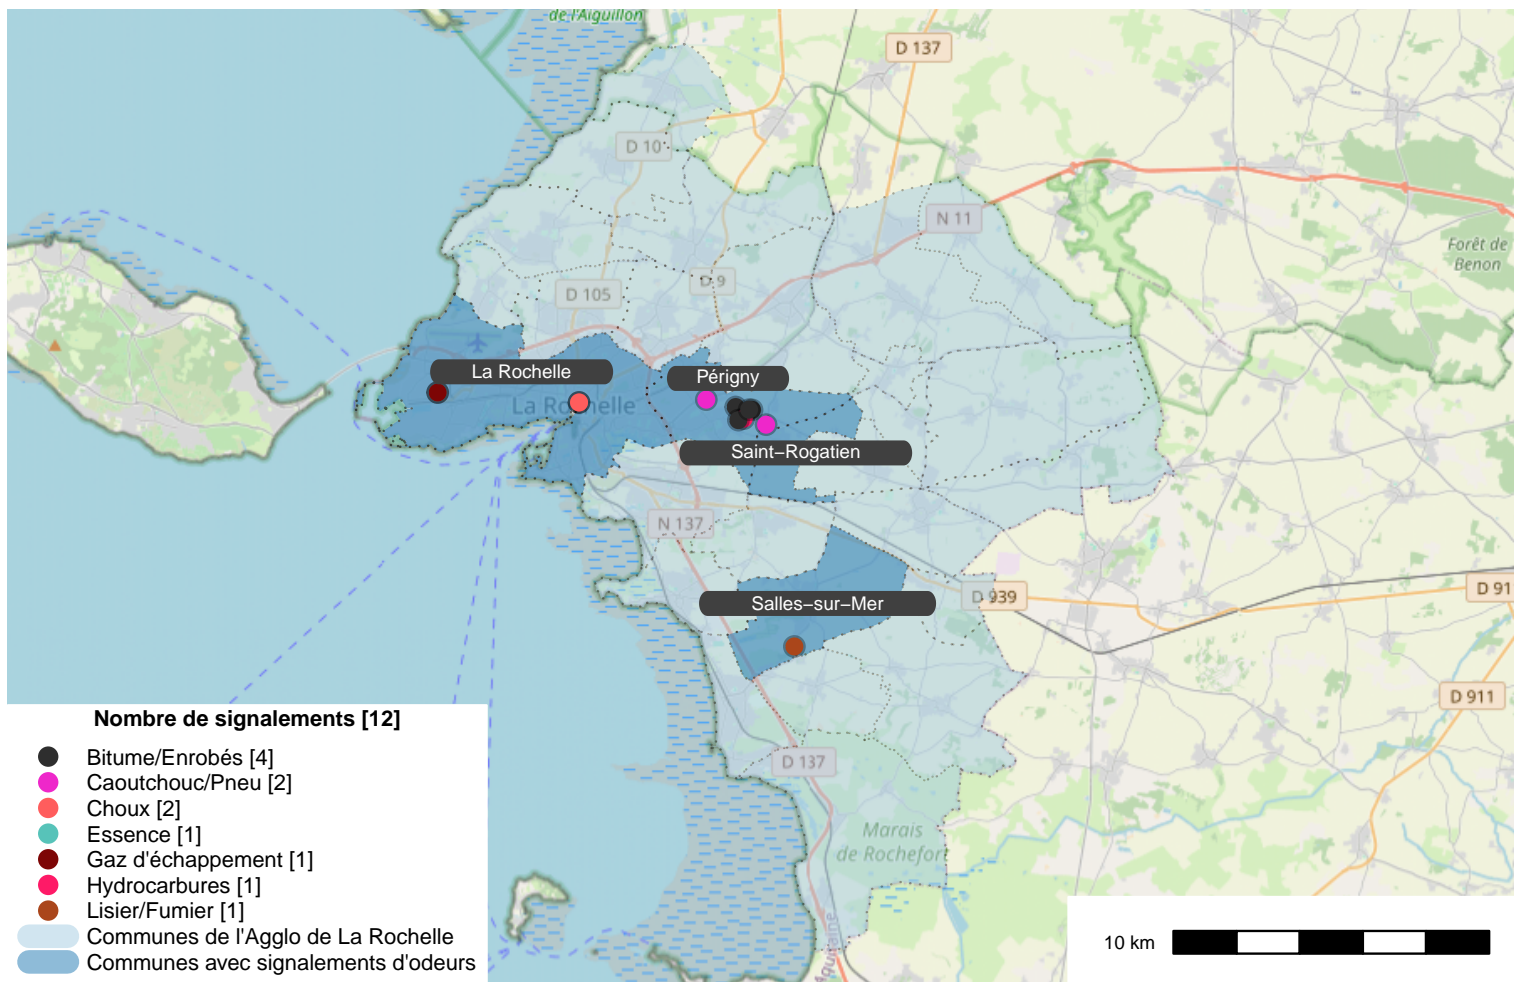 de l'Aiguillon
D 137
D 10
N 11
Forêt de
Benon
D 9
D 105
La Rochelle
Périgny
La Rochelle
Saint−Rogatien
N 137
Salles−sur−Mer
D 939
D 91
D 911
Nombre de signalements [12]
Bitume/Enrobés [4]
Caoutchouc/Pneu [2]
Choux [2]
Essence [1]
Gaz d'échappement [1]
Hydrocarbures [1]
Lisier/Fumier [1]
Communes de l'Agglo de La Rochelle
Communes avec signalements d'odeurs
D 137
Marais
de Rochefort
Aquitaine
10 km